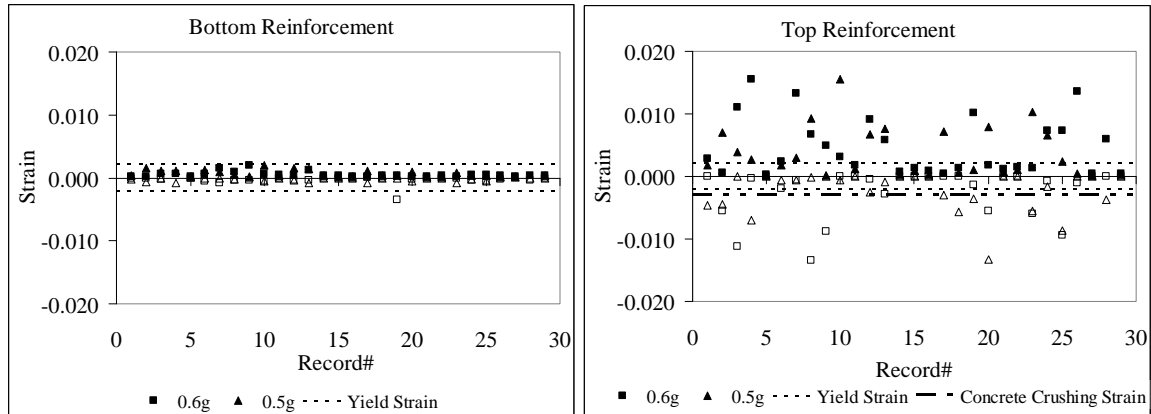 Bottom Reinforcement
0.020
0.010
0.000
-0.010
-0.020
Strain
0 5 10 15 20 25 30
Record#
0.6g 0.5g Yield Strain
Top Reinforcement
0.020
0.010
0.000
-0.010
-0.020
Strain
0 5 10 15 20 25 30
Record#
0.6g 0.5g Yield Strain Concrete Crushing Strain